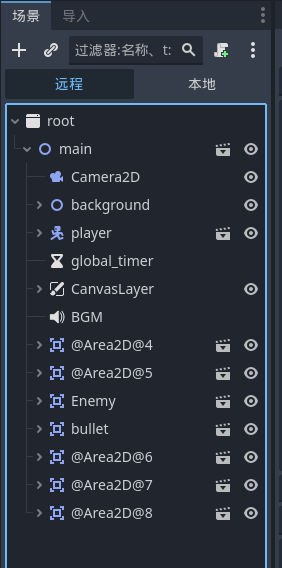 场景 导入
过滤器:名称、t:
远程 本地
root
main
Camera2D
background
player
global_timer
CanvasLayer
BGM
@Area2D@4
@Area2D@5
Enemy
bullet
@Area2D@6
@Area2D@7
@Area2D@8